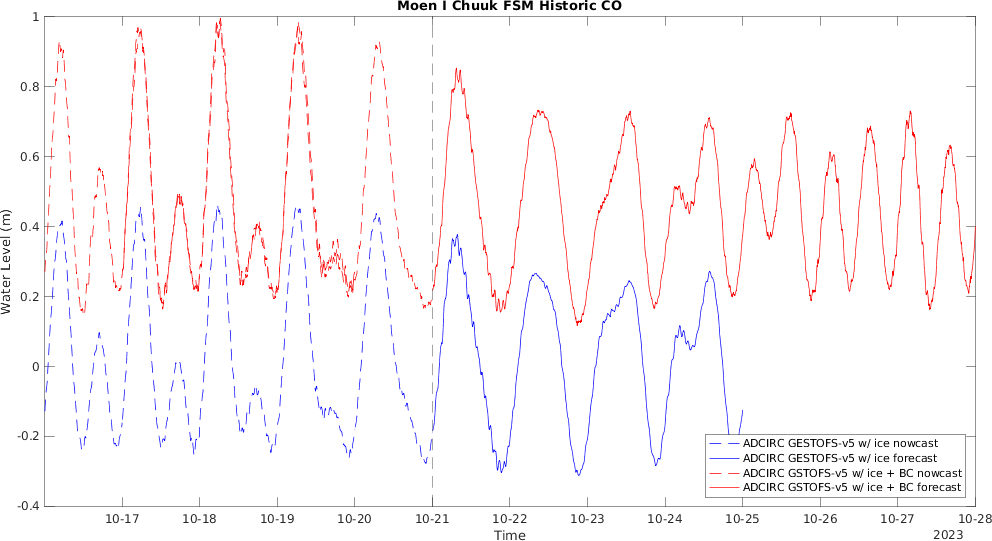 Moen I Chuuk FSM Historic CO
Water Level (m)
1
0.8
0.6
0.4
0.2
0
-0.2
-0.4
ADCIRC GESTOFS-v5 w/ ice nowcast
ADCIRC GESTOFS-v5 w/ ice forecast
ADCIRC GSTOFS-v5 w/ ice + BC nowcast
ADCIRC GSTOFS-v5 w/ ice + BC forecast
10-17 10-18 10-19 10-20 10-21 10-22 10-23 10-24 10-25 10-26 10-27 10-28
Time
2023